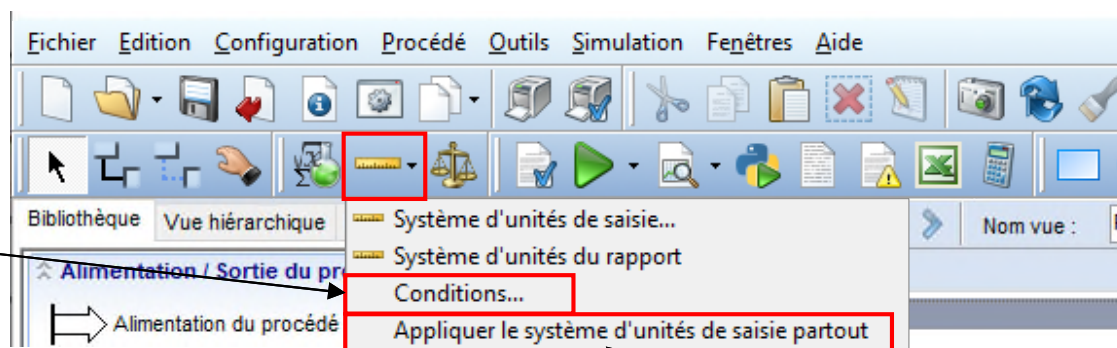 Fichier Edition Configuration Procédé Outils Simulation Fenêtres Aide
Bibliothèque Vue hiérarchique
Nom vue :
Système d'unités de saisie...
Système d'unités du rapport
Conditions...
Appliquer le système d'unités de saisie partout
Alimentation / Sortie du pr
Alimentation du procédé